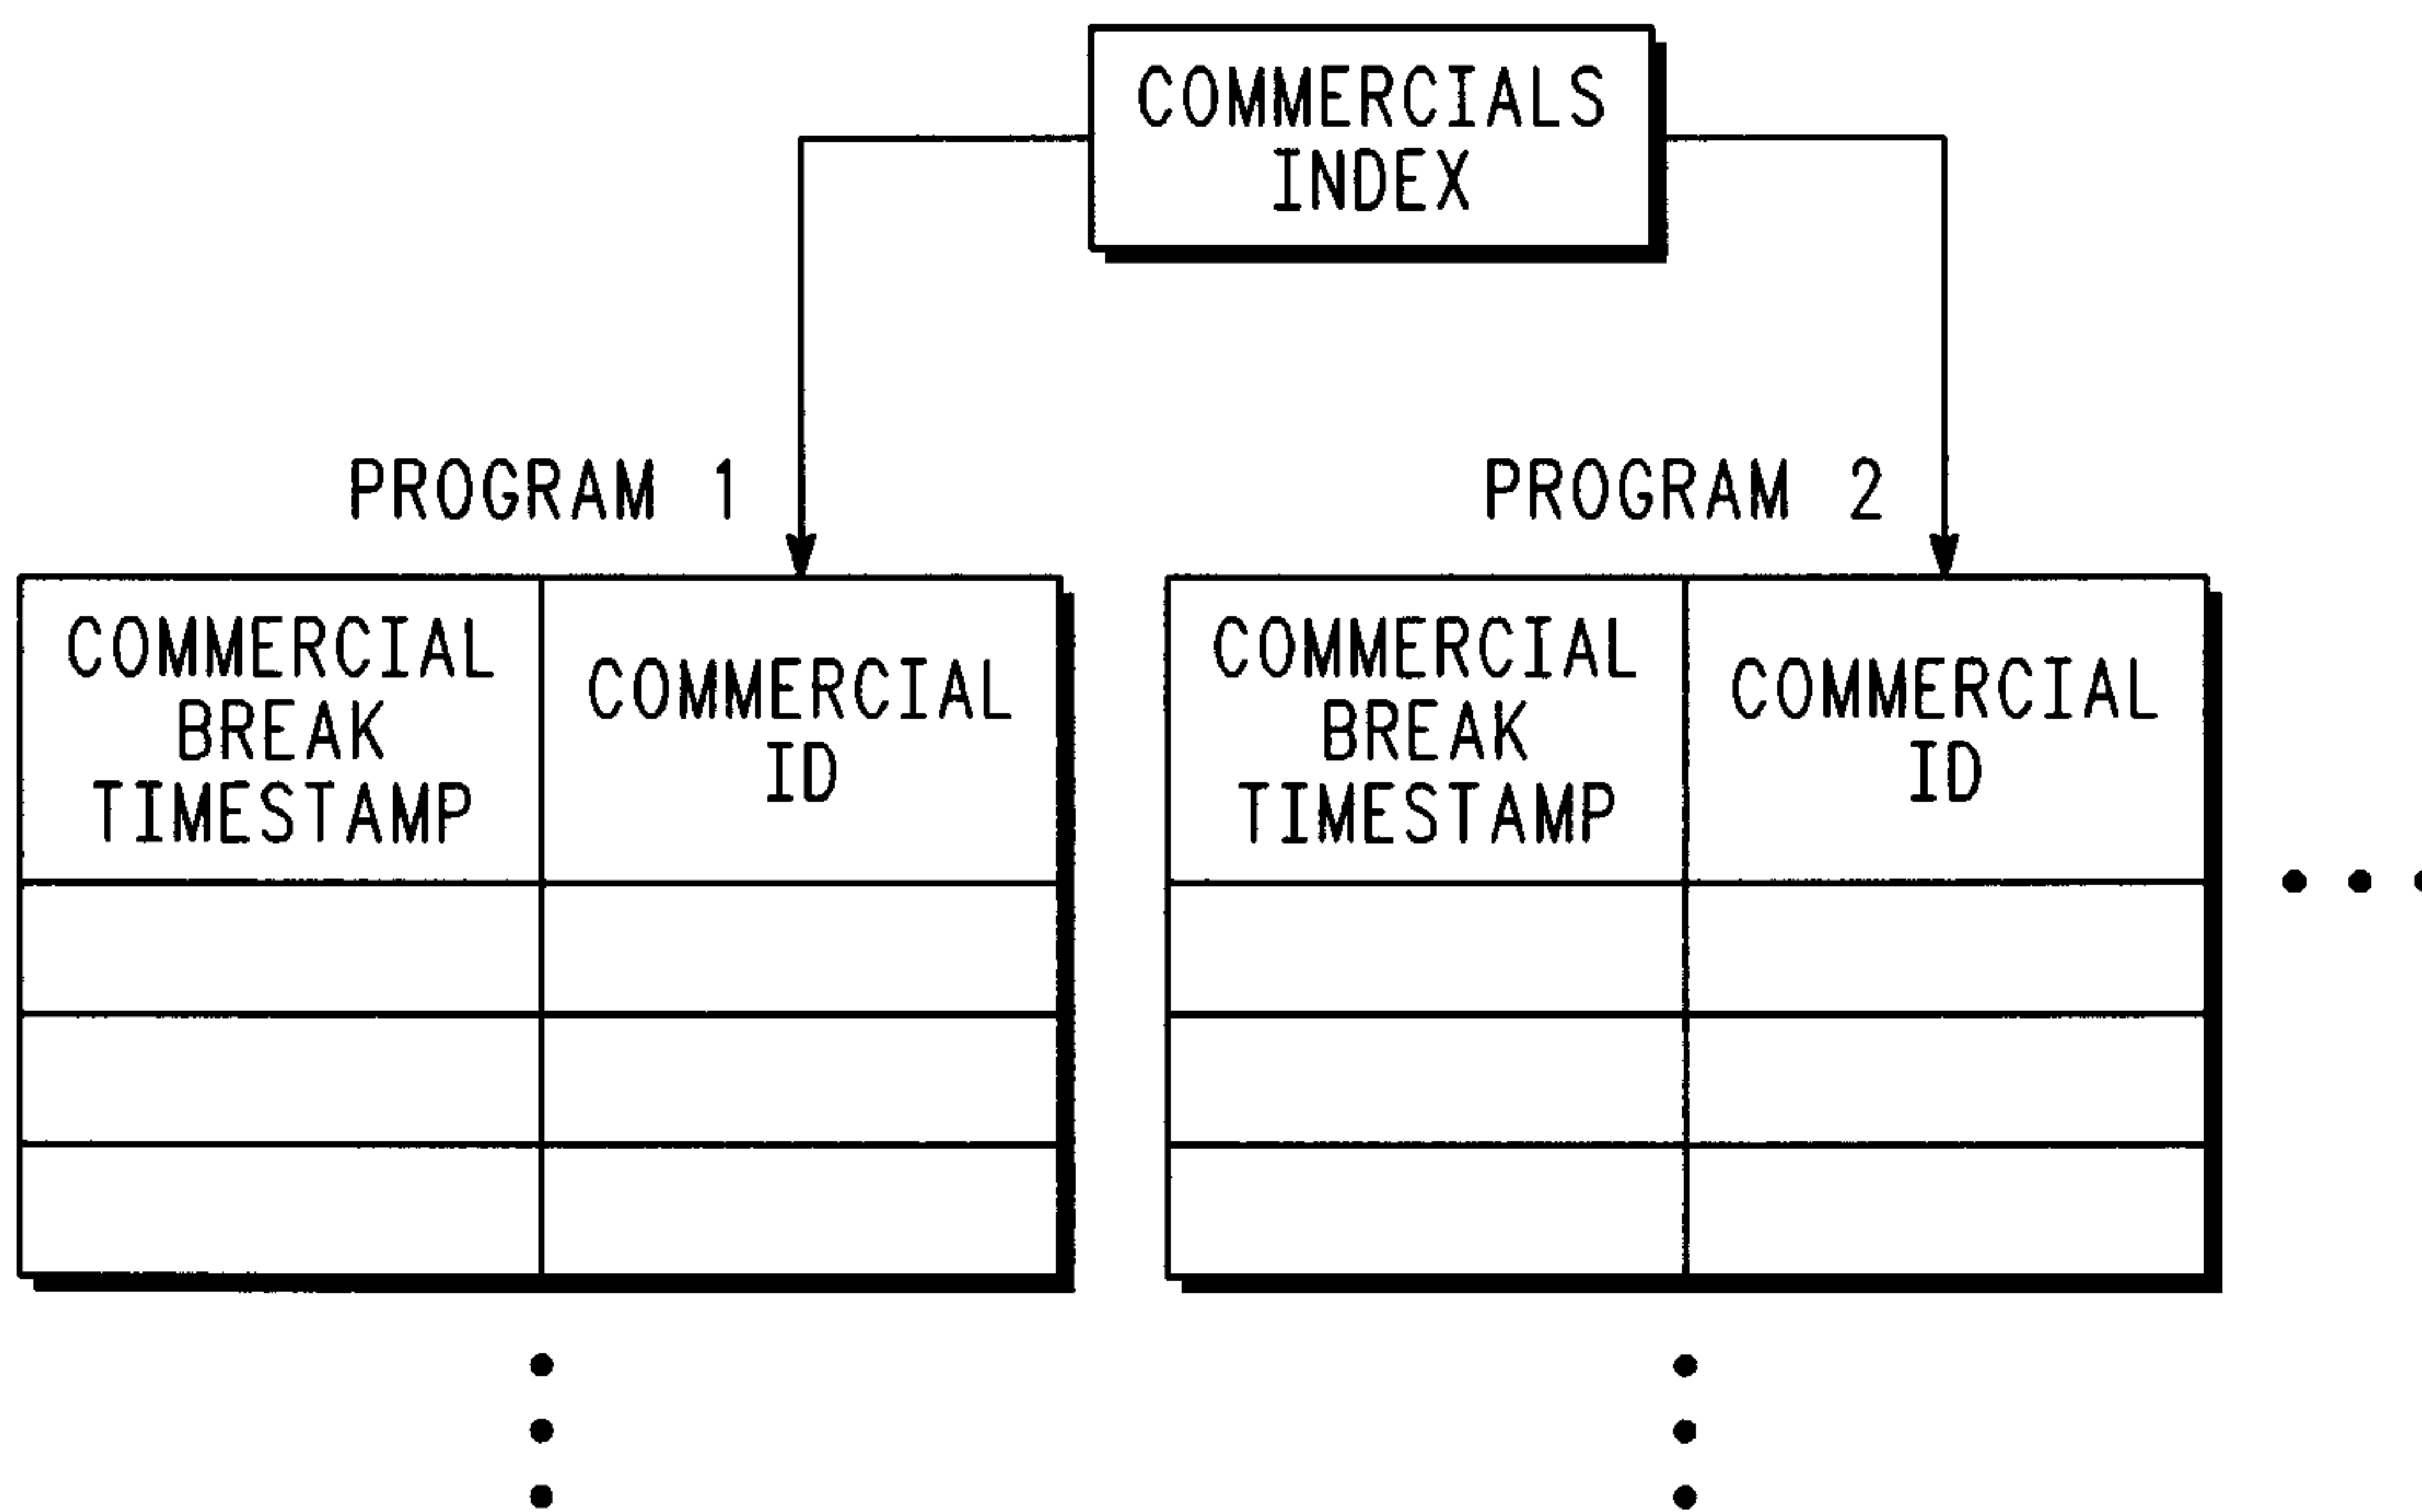 COMMERCIALS
INDEX
PROGRAM 1
PROGRAM 2
COMMERCIAL
BREAK
TIMESTAMP
COMMERCIAL
ID
COMMERCIAL
BREAK
TIMESTAMP
COMMERCIAL
ID